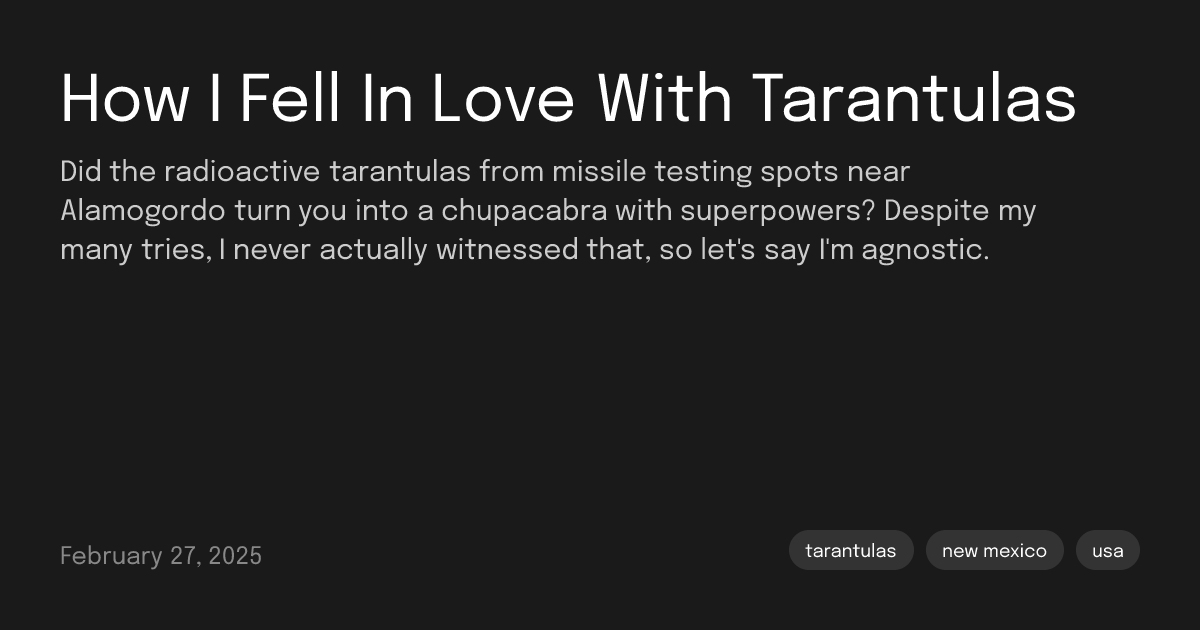 How I Fell In Love With Tarantulas
Did the radioactive tarantulas from missile testing spots near
Alamogordo turn you into a chupacabra with superpowers? Despite my
many tries, I never actually witnessed that, so let's say I'm agnostic.
February 27, 2025
tarantulas
new mexico
usa